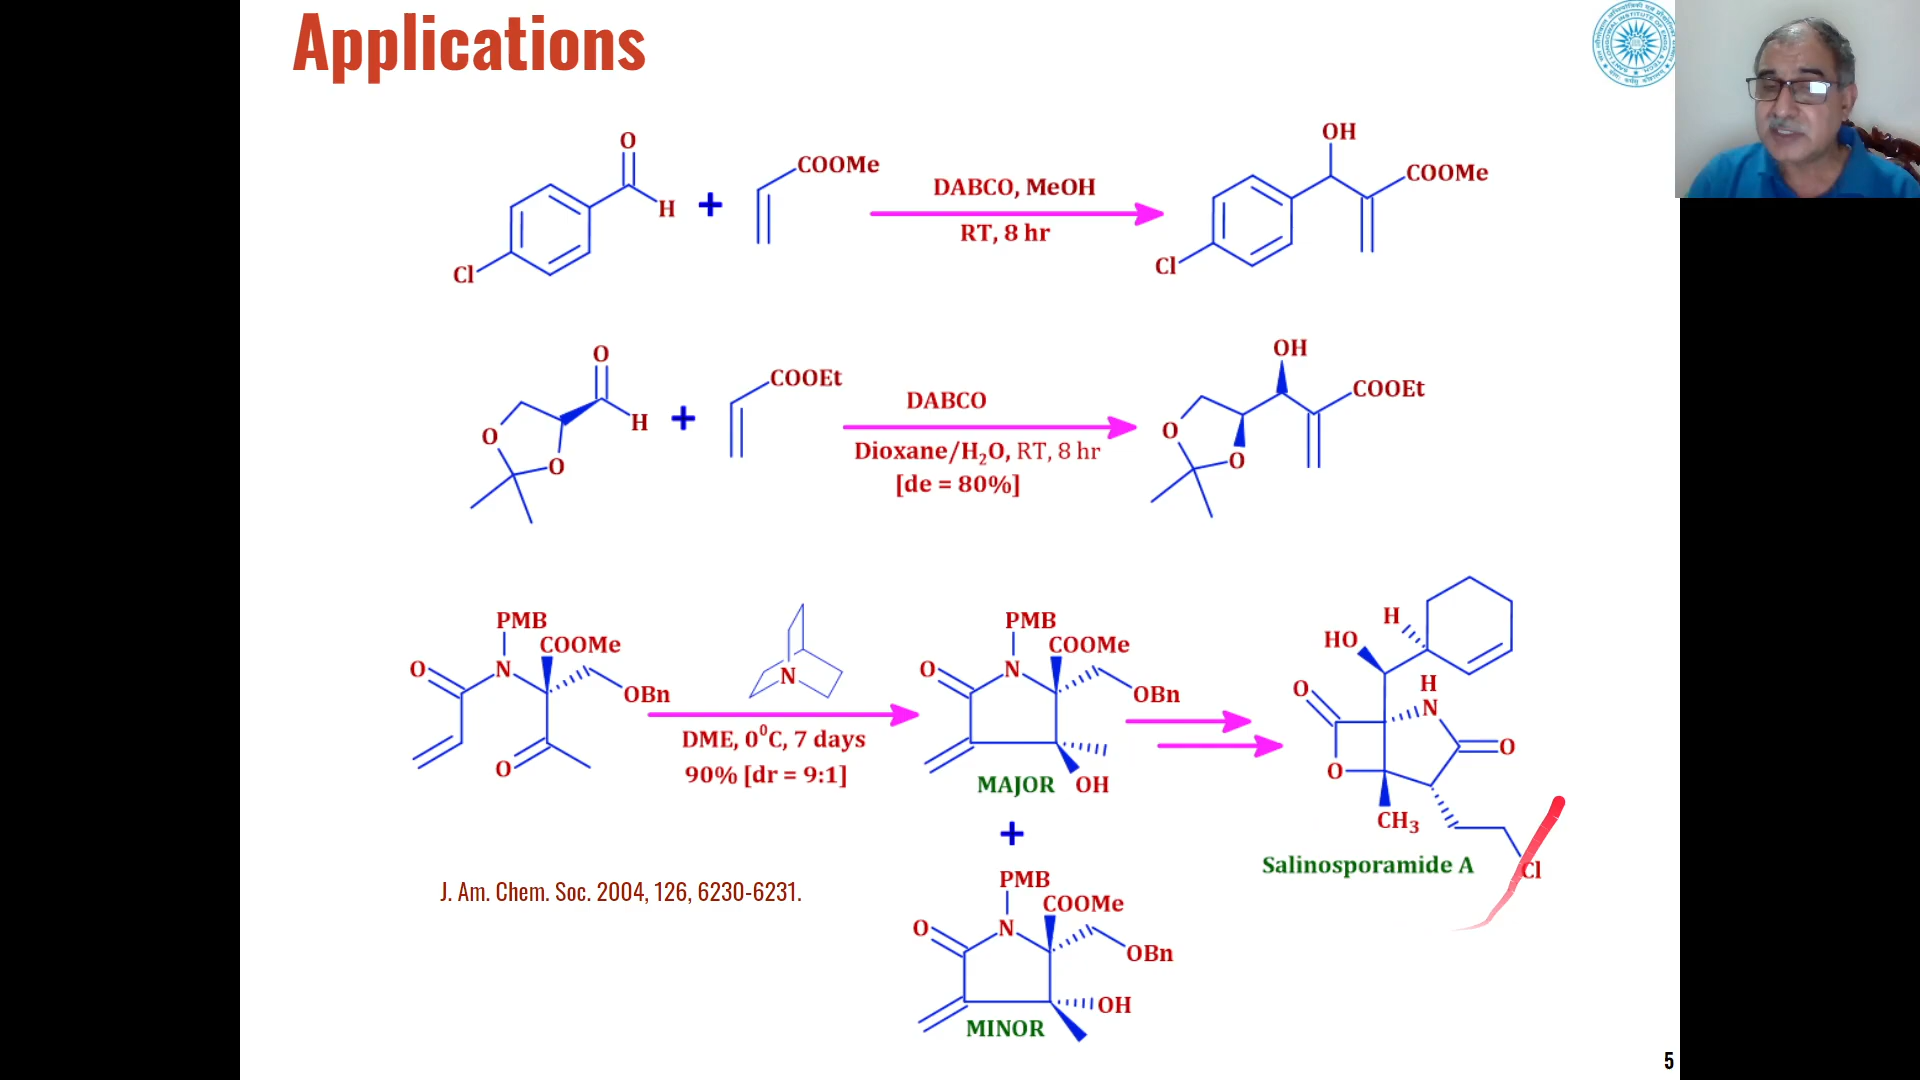 Applications
O
H
Cl
+
COOMe
DABCO, MeOH
RT, 8 hr
OH
COOMe
Cl
O
H
O
O
+
COOEt
DABCO
Dioxane/H₂O, RT, 8 hr
[de = 80%]
OH
COOEt
O
O
PMB
COOMe
O
N
OBn
O
N
DME, 0⁰C, 7 days
90% [dr = 9:1]
PMB
COOMe
O
N
OBn
MAJOR
OH
+
PMB
COOMe
O
N
OBn
OH
MINOR
H
HO
H
O
N
O
O
CH₃
Cl
Salinosporamide A
J. Am. Chem. Soc. 2004, 126, 6230-6231.
5